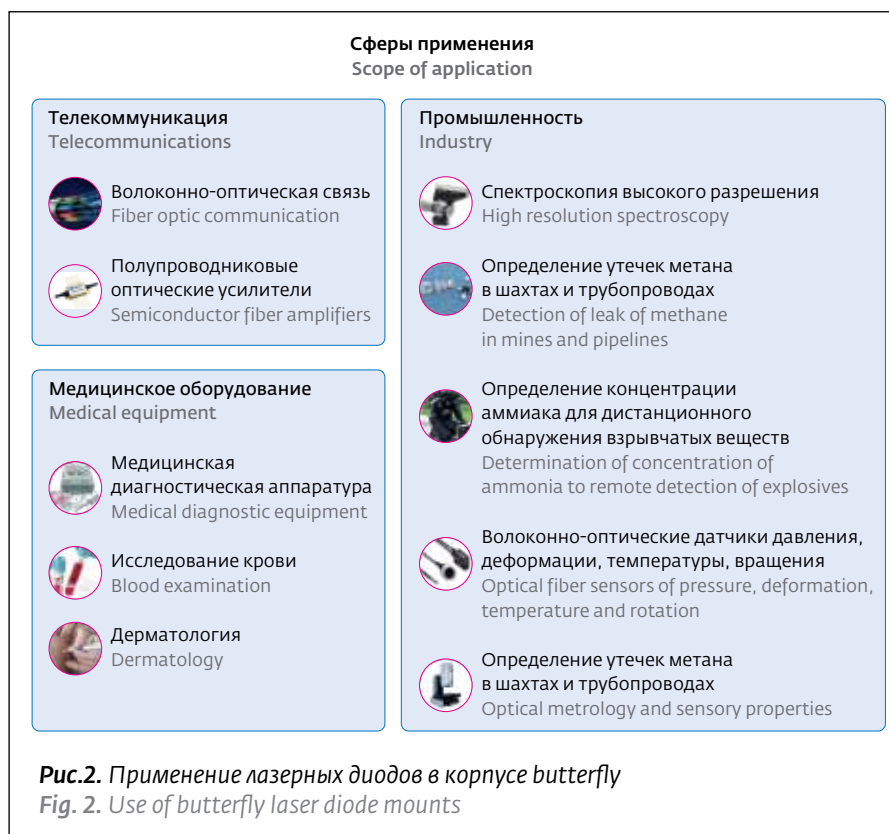 Сферы применения
Scope of application
Телекоммуникация
Telecommunications
Волоконно-оптическая связь
Fiber optic communication
Полупроводниковые
оптические усилители
Semiconductor fiber amplifiers
Медицинское оборудование
Medical equipment
Медицинская
диагностическая аппаратура
Medical diagnostic equipment
Исследование крови
Blood examination
Дерматология
Dermatology
Промышленность
Industry
Спектроскопия высокого разрешения
High resolution spectroscopy
Определение утечек метана
в шахтах и трубопроводах
Detection of leak of methane
in mines and pipelines
Определение концентрации
аммиака для дистанционного
обнаружения взрывчатых веществ
Determination of concentration of
ammonia to remote detection of explosives
Волоконно-оптические датчики давления,
деформации, температуры, вращения
Optical fiber sensors of pressure, deformation,
temperature and rotation
Определение утечек метана
в шахтах и трубопроводах
Optical metrology and sensory properties
Рис.2. Применение лазерных диодов в корпусе butterfly
Fig. 2. Use of butterfly laser diode mounts